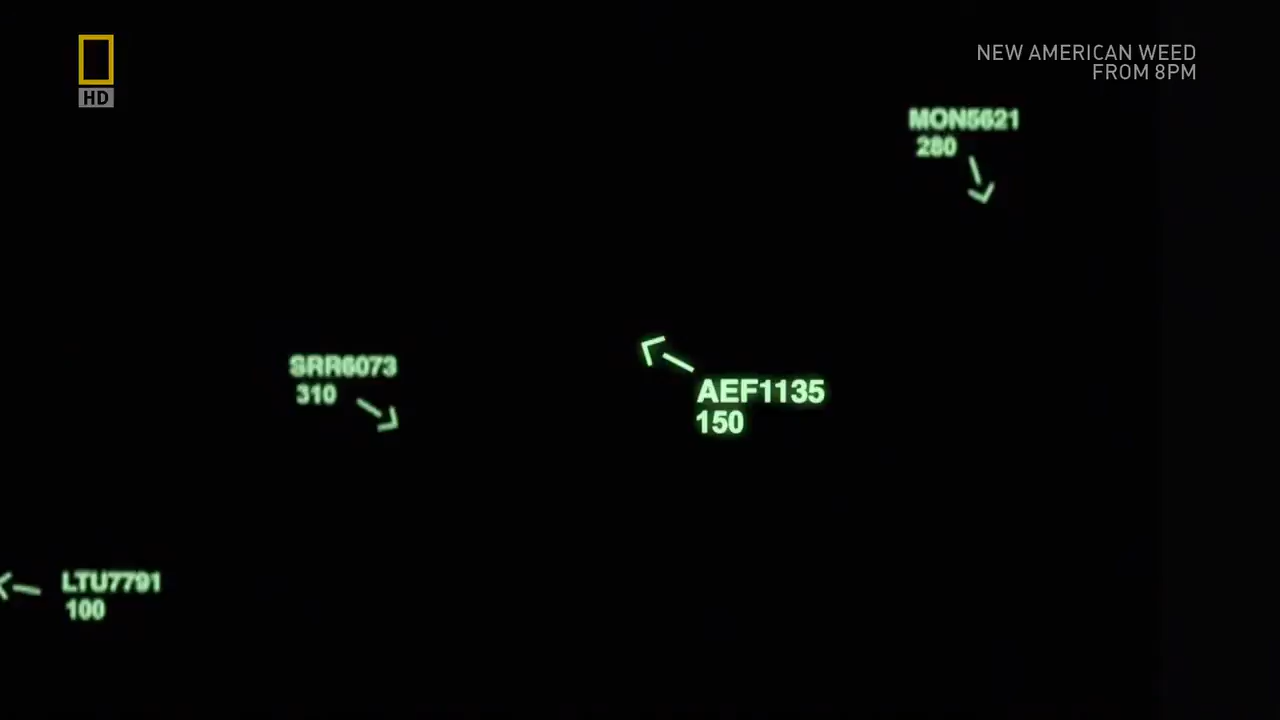 HD
NEW AMERICAN WEED
FROM 8PM
MON5621
280
SRR6073
310
AEF1135
150
LTU7791
100